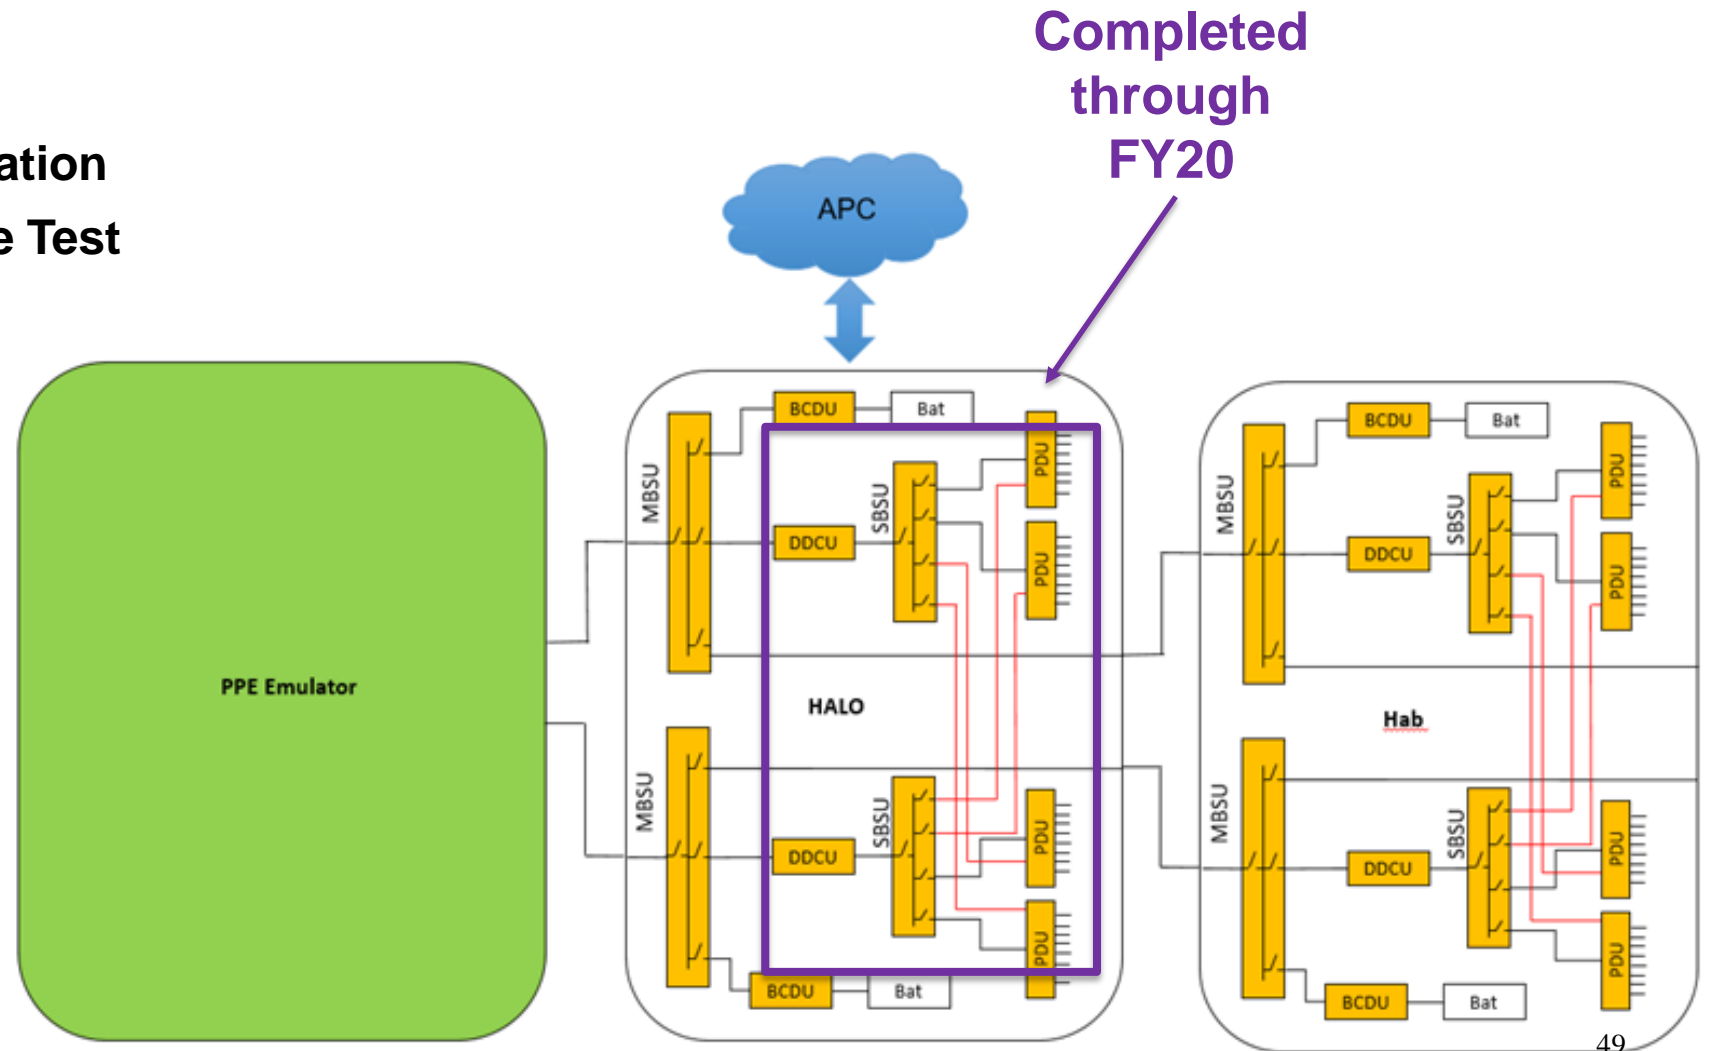 Completed
through
FY20
ation
e Test
APC
PPE Emulator
MBSU
BCDU
Bat
DDCU
SBSU
PDU
PDU
HALO
MBSU
DDCU
SBSU
PDU
PDU
BCDU
Bat
MBSU
BCDU
Bat
DDCU
SBSU
PDU
PDU
Hab
MBSU
DDCU
SBSU
PDU
PDU
BCDU
Bat
49